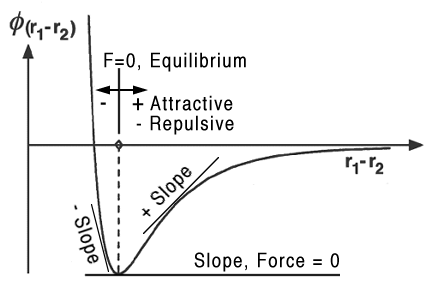 ϕ(r₁-r₂)
F=0, Equilibrium
- + Attractive
- Repulsive
r₁-r₂
- Slope
+ Slope
Slope, Force = 0